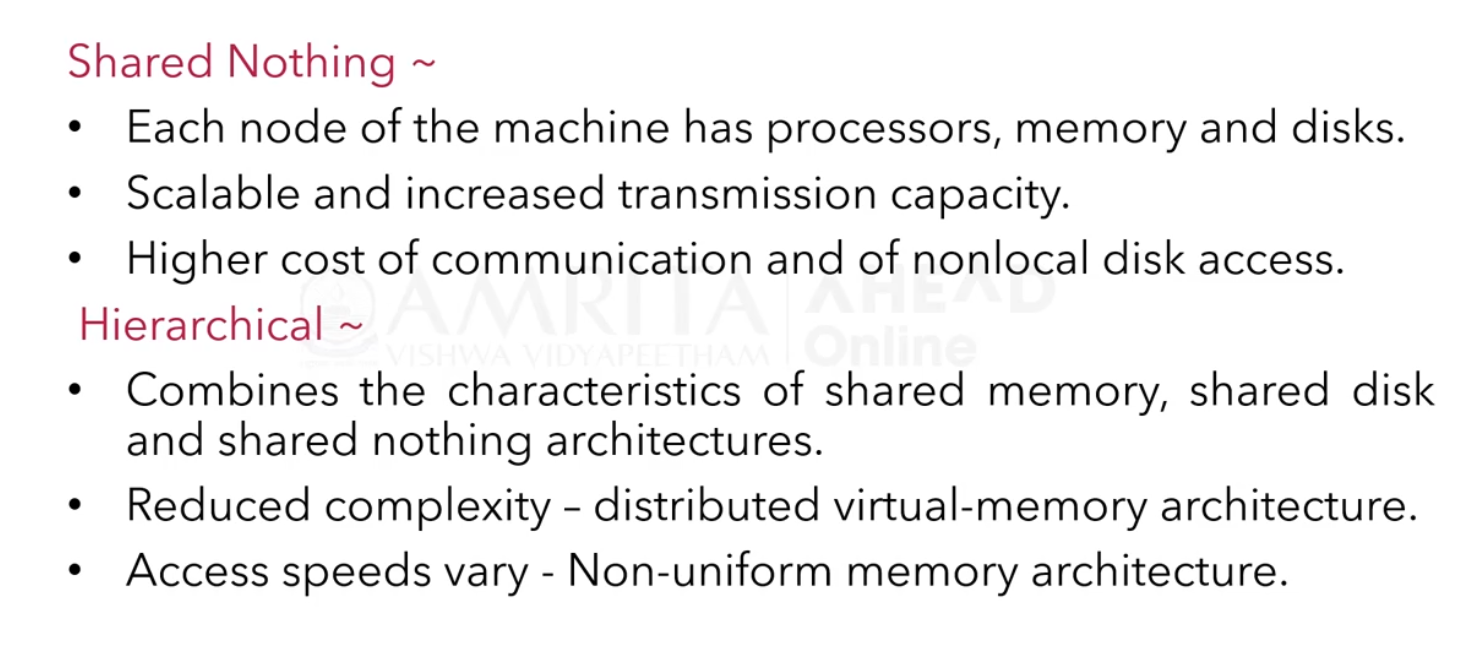 Shared Nothing ~
• Each node of the machine has processors, memory and disks.
• Scalable and increased transmission capacity.
• Higher cost of communication and of nonlocal disk access.
AMRITA AHEAD
VISHWA VIDYAPEETHAM Online
Hierarchical ~
• Combines the characteristics of shared memory, shared disk
and shared nothing architectures.
• Reduced complexity – distributed virtual-memory architecture.
• Access speeds vary - Non-uniform memory architecture.